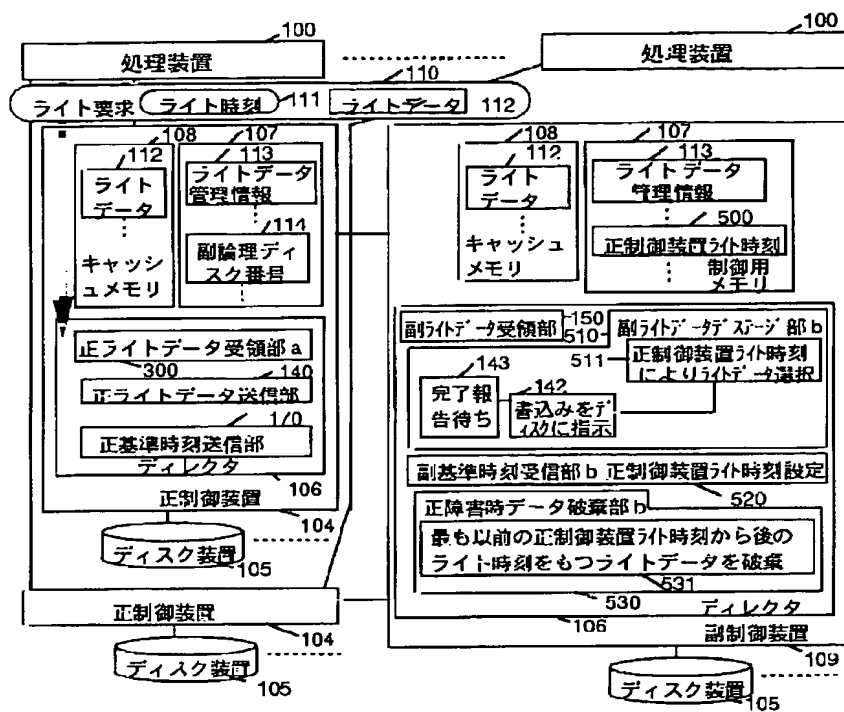 100
処理装置
100
処理装置
110
ライト要求 ライト時刻 111 ライトデータ 112
108
112
ライト
データ
キャッシ
ュメモリ
107
113
ライトデータ
管理情報
114
副論理ディ
スク番号
正ライトデータ受領部a
300
140
正ライトデータ送信部
170
正基準時刻送信部
ディレクタ
106
正制御装置
104
ディスク装置
105
正制御装置
104
ディスク装置
105
108
112
ライト
データ
キャッシュ
メモリ
107
113
ライトデータ
管理情報
500
正制御装置ライト時刻
制御用
メモリ
副ライトデータ受領部
150
510
副ライトデータデステージ部b
511
正制御装置ライト時刻
によりライトデータ選択
143
完了報
告待ち
142
書込みをデ
ィスクに指示
副基準時刻受信部b 正制御装置ライト時刻設定
520
正障害時データ破棄部b
最も以前の正制御装置ライト時刻から後の
ライト時刻をもつライトデータを破棄
531
530
ディレクタ
106
副制御装置
109
ディスク装置
105